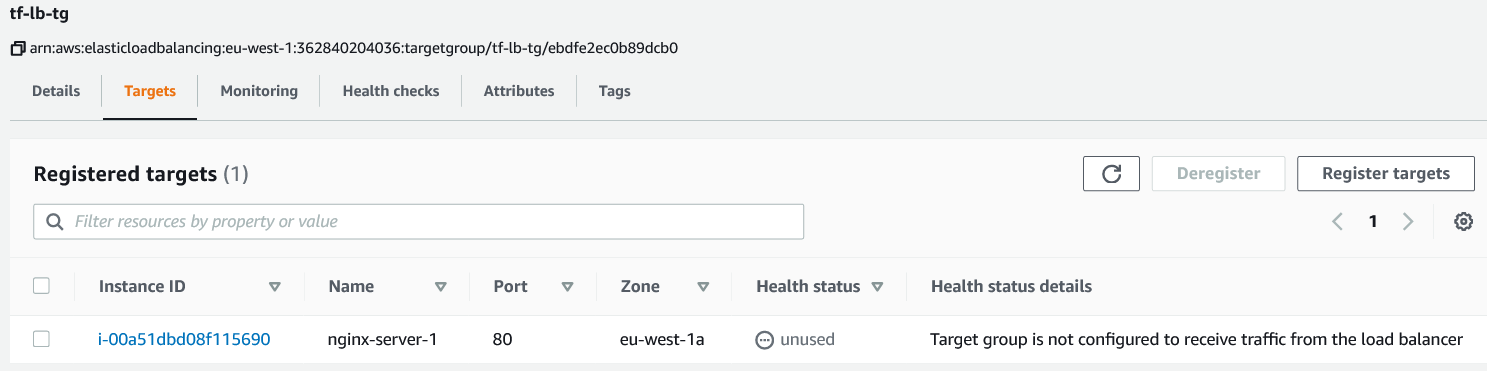 tf-lb-tg
arn:aws:elasticloadbalancing:eu-west-1:362840204036:targetgroup/tf-lb-tg/ebdfe2ec0b89dcb0
Details Targets Monitoring Health checks Attributes Tags
Registered targets (1) Deregister Register targets
Filter resources by property or value 1
Instance ID Name Port Zone Health status Health status details
i-00a51dbd08f115690 nginx-server-1 80 eu-west-1a unused Target group is not configured to receive traffic from the load balancer